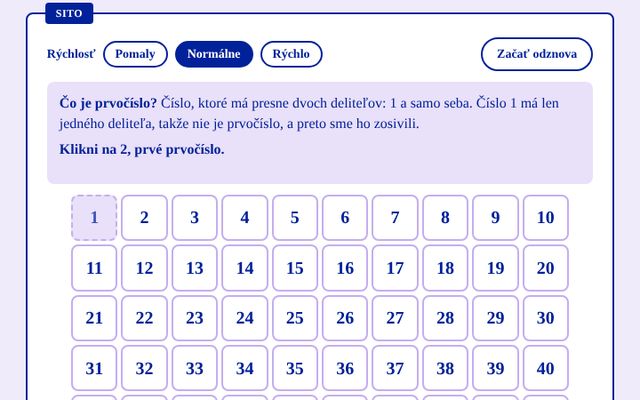 SITO
Rýchlosť Pomaly Normálne Rýchlo Začať odznova
Čo je prvočíslo? Číslo, ktoré má presne dvoch deliteľov: 1 a samo seba. Číslo 1 má len
jedného deliteľa, takže nie je prvočíslo, a preto sme ho zosivili.
Klikni na 2, prvé prvočíslo.
1 2 3 4 5 6 7 8 9 10
11 12 13 14 15 16 17 18 19 20
21 22 23 24 25 26 27 28 29 30
31 32 33 34 35 36 37 38 39 40